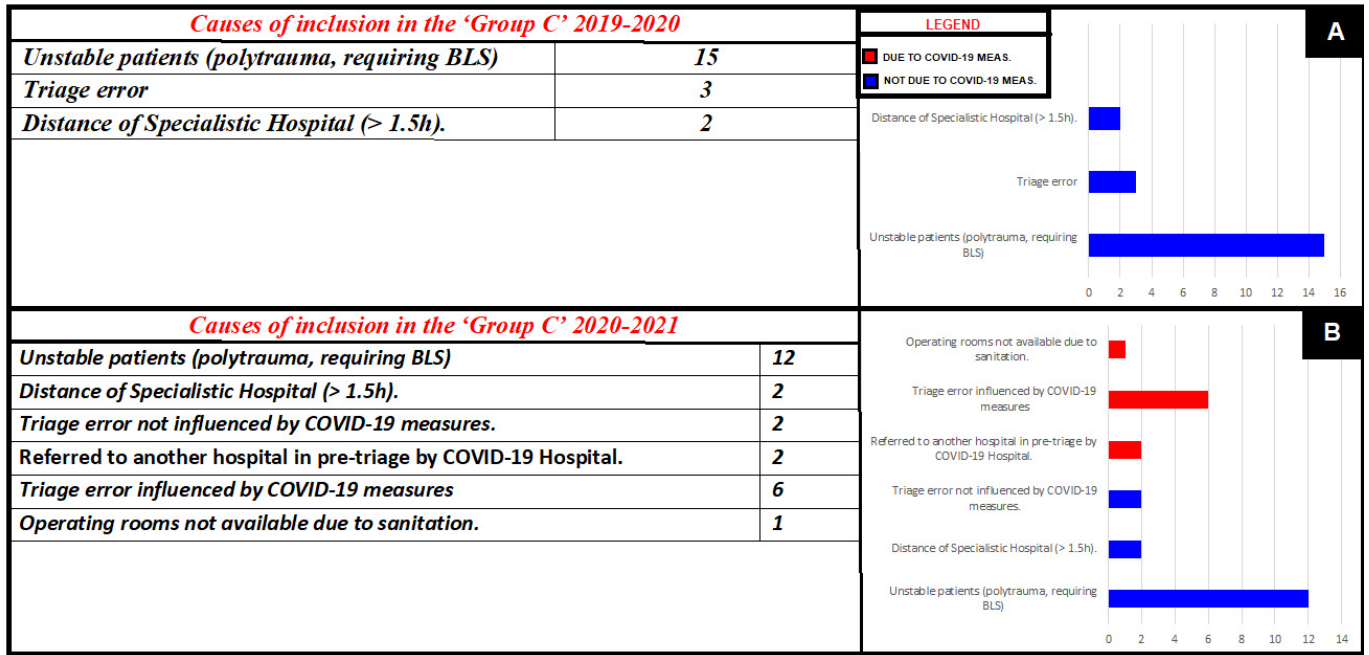 Causes of inclusion in the ‘Group C’ 2019-2020
Unstable patients (polytrauma, requiring BLS) 15
Triage error 3
Distance of Specialistic Hospital (> 1.5h). 2
LEGEND
DUE TO COVID-19 MEAS.
NOT DUE TO COVID-19 MEAS.
A
Distance of Specialistic Hospital (> 1.5h).
Triage error
Unstable patients (polytrauma, requiring
BLS)
0 2 4 6 8 10 12 14 16
Causes of inclusion in the ‘Group C’ 2020-2021
Unstable patients (polytrauma, requiring BLS) 12
Distance of Specialistic Hospital (> 1.5h). 2
Triage error not influenced by COVID-19 measures. 2
Referred to another hospital in pre-triage by COVID-19 Hospital. 2
Triage error influenced by COVID-19 measures 6
Operating rooms not available due to sanitation. 1
B
Operating rooms not available due to
sanitation.
Triage error influenced by COVID-19
measures
Referred to another hospital in pre-triage by
COVID-19 Hospital.
Triage error not influenced by COVID-19
measures.
Distance of Specialistic Hospital (> 1.5h).
Unstable patients (polytrauma, requiring
BLS)
0 2 4 6 8 10 12 14